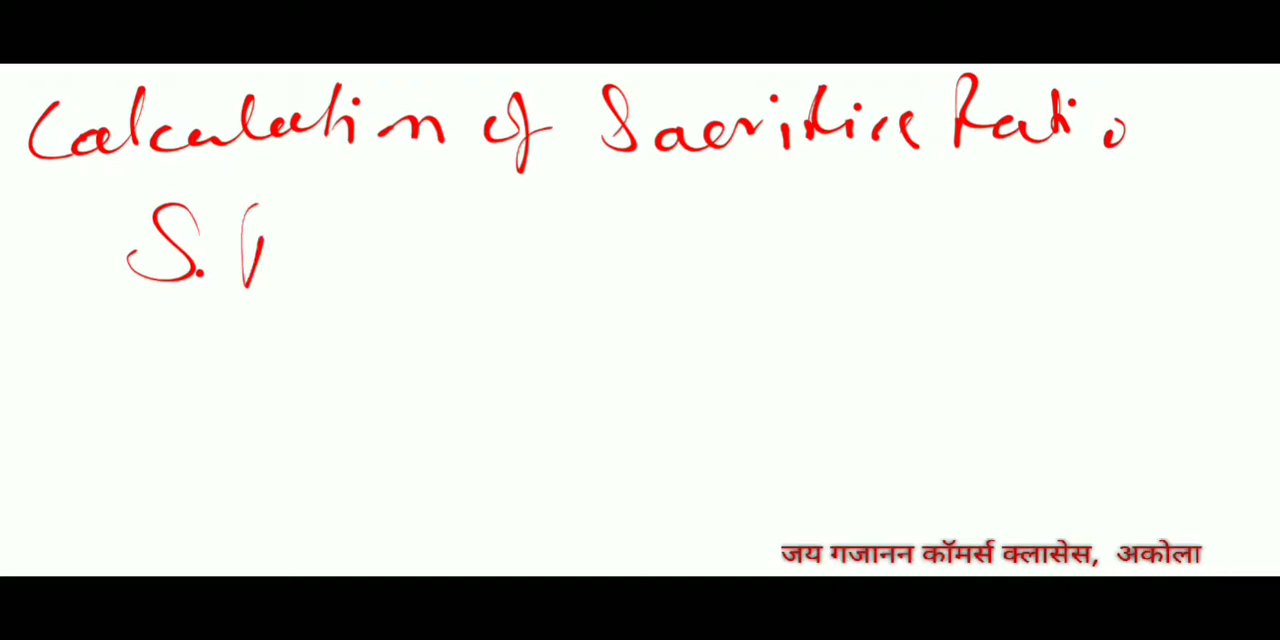 Calculation of Sacrifice Ratio
S.
जय गजानन कॉमर्स क्लासेस, अकोला